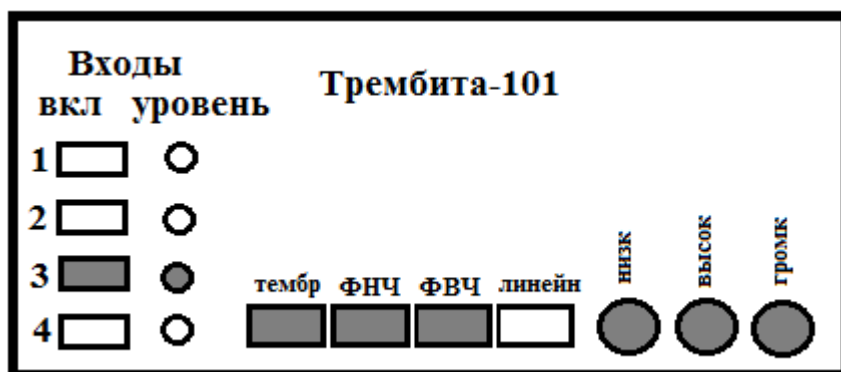 Входы
вкл уровень
Трембита-101
1
2
3
4
тембр ФНЧ ФВЧ линейн
низк
высок
громк